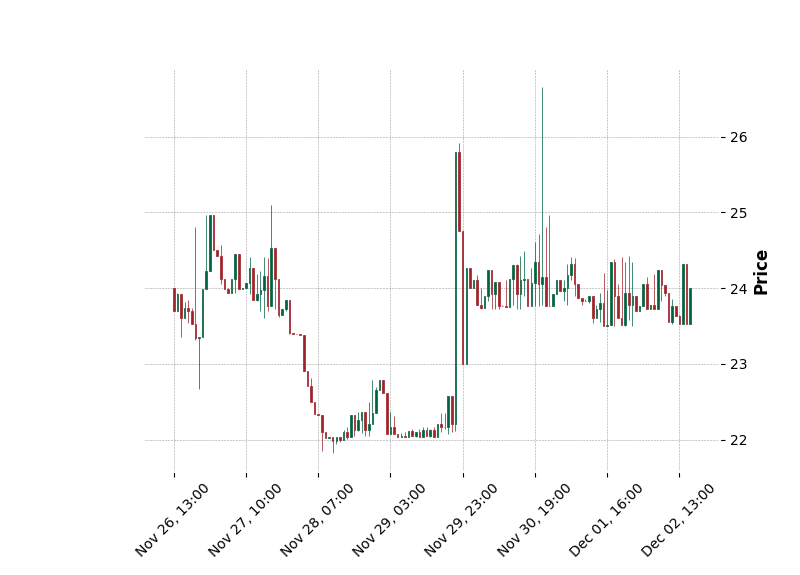 26
25
24
23
22
Price
Nov 26, 13:00
Nov 27, 10:00
Nov 28, 07:00
Nov 29, 03:00
Nov 29, 23:00
Nov 30, 19:00
Dec 01, 16:00
Dec 02, 13:00